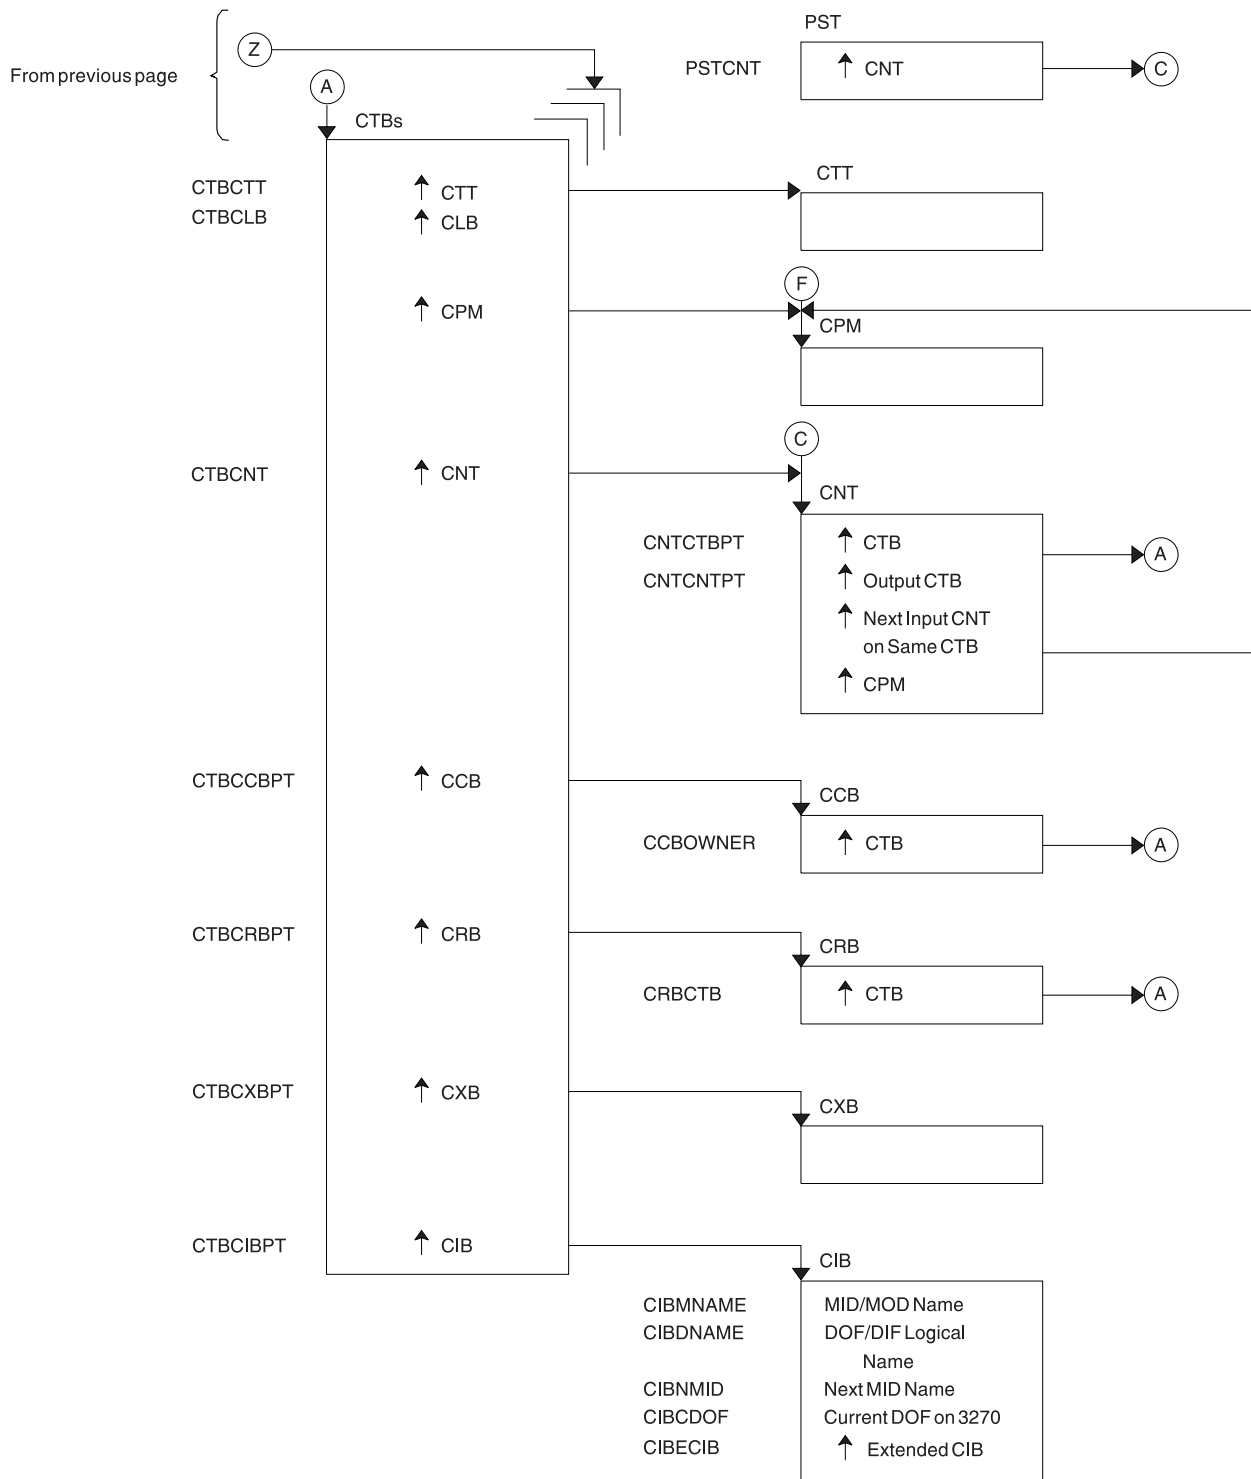 PST
Z
From previous page
PSTCNT
CNT
C
A
CTBs
CTBCTT
CTT
CTT
CTBCLB
CLB
F
CPM
CPM
C
CTBCNT
CNT
CNT
CNTCTBPT
CTB
A
CNTCNTPT
Output CTB
Next Input CNT
on Same CTB
CPM
CTBCCBPT
CCB
CCB
CCBOWNER
CTB
A
CTBCRBPT
CRB
CRB
CRBCTB
CTB
A
CTBCXBPT
CXB
CXB
CTBCIBPT
CIB
CIB
CIBMNAME
MID/MOD Name
CIBDNAME
DOF/DIF Logical
Name
CIBNMID
Next MID Name
CIBCDOF
Current DOF on 3270
CIBECIB
Extended CIB